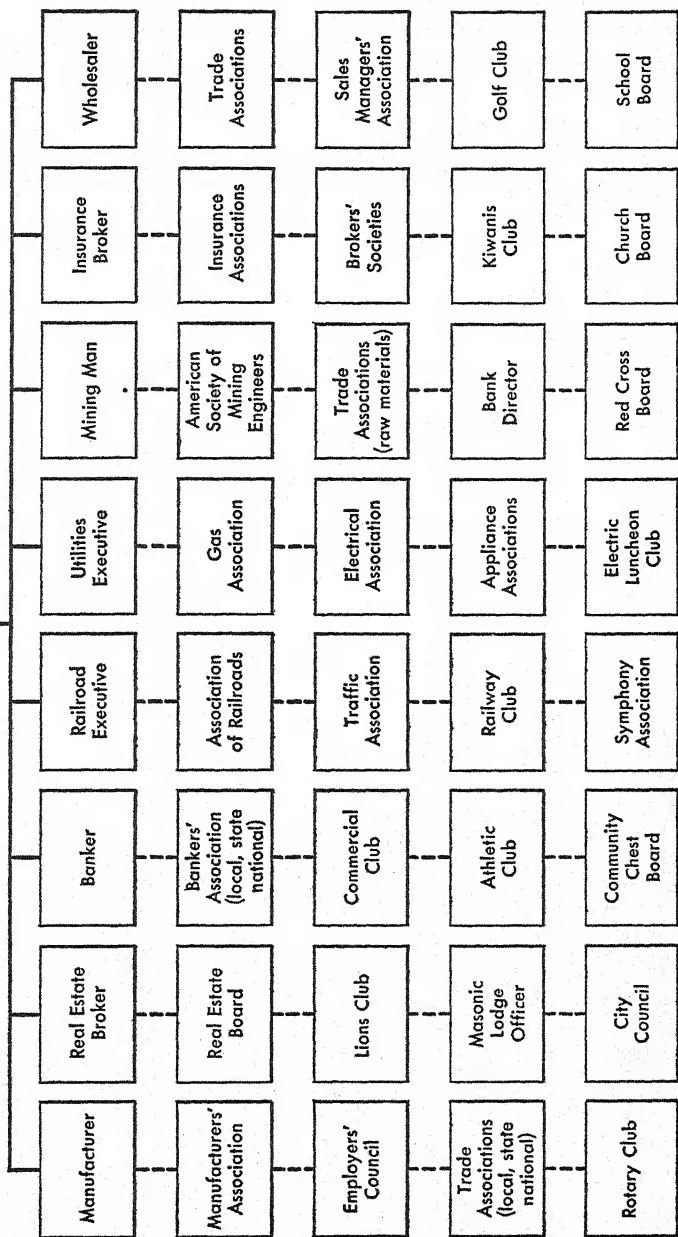 Manufacturer
Real Estate
Broker
Banker
Railroad
Executive
Utilities
Executive
Mining Man
Insurance
Broker
Wholesaler
Manufacturers'
Association
Real Estate
Board
Bankers'
Association
(local, state
national)
Association
of Railroads
Gas
Association
American
Society of
Mining
Engineers
Insurance
Associations
Trade
Associations
Employers'
Council
Lions Club
Commercial
Club
Traffic
Association
Electrical
Association
Trade
Associations
(raw materials)
Brokers'
Societies
Sales
Managers'
Association
Trade
Associations
(local, state
national)
Masonic
Lodge
Officer
Athletic
Club
Railway
Club
Appliance
Associations
Bank
Director
Kiwanis
Club
Golf Club
Rotary Club
City
Council
Community
Chest
Board
Symphony
Association
Electric
Luncheon
Club
Red Cross
Board
Church
Board
School
Board